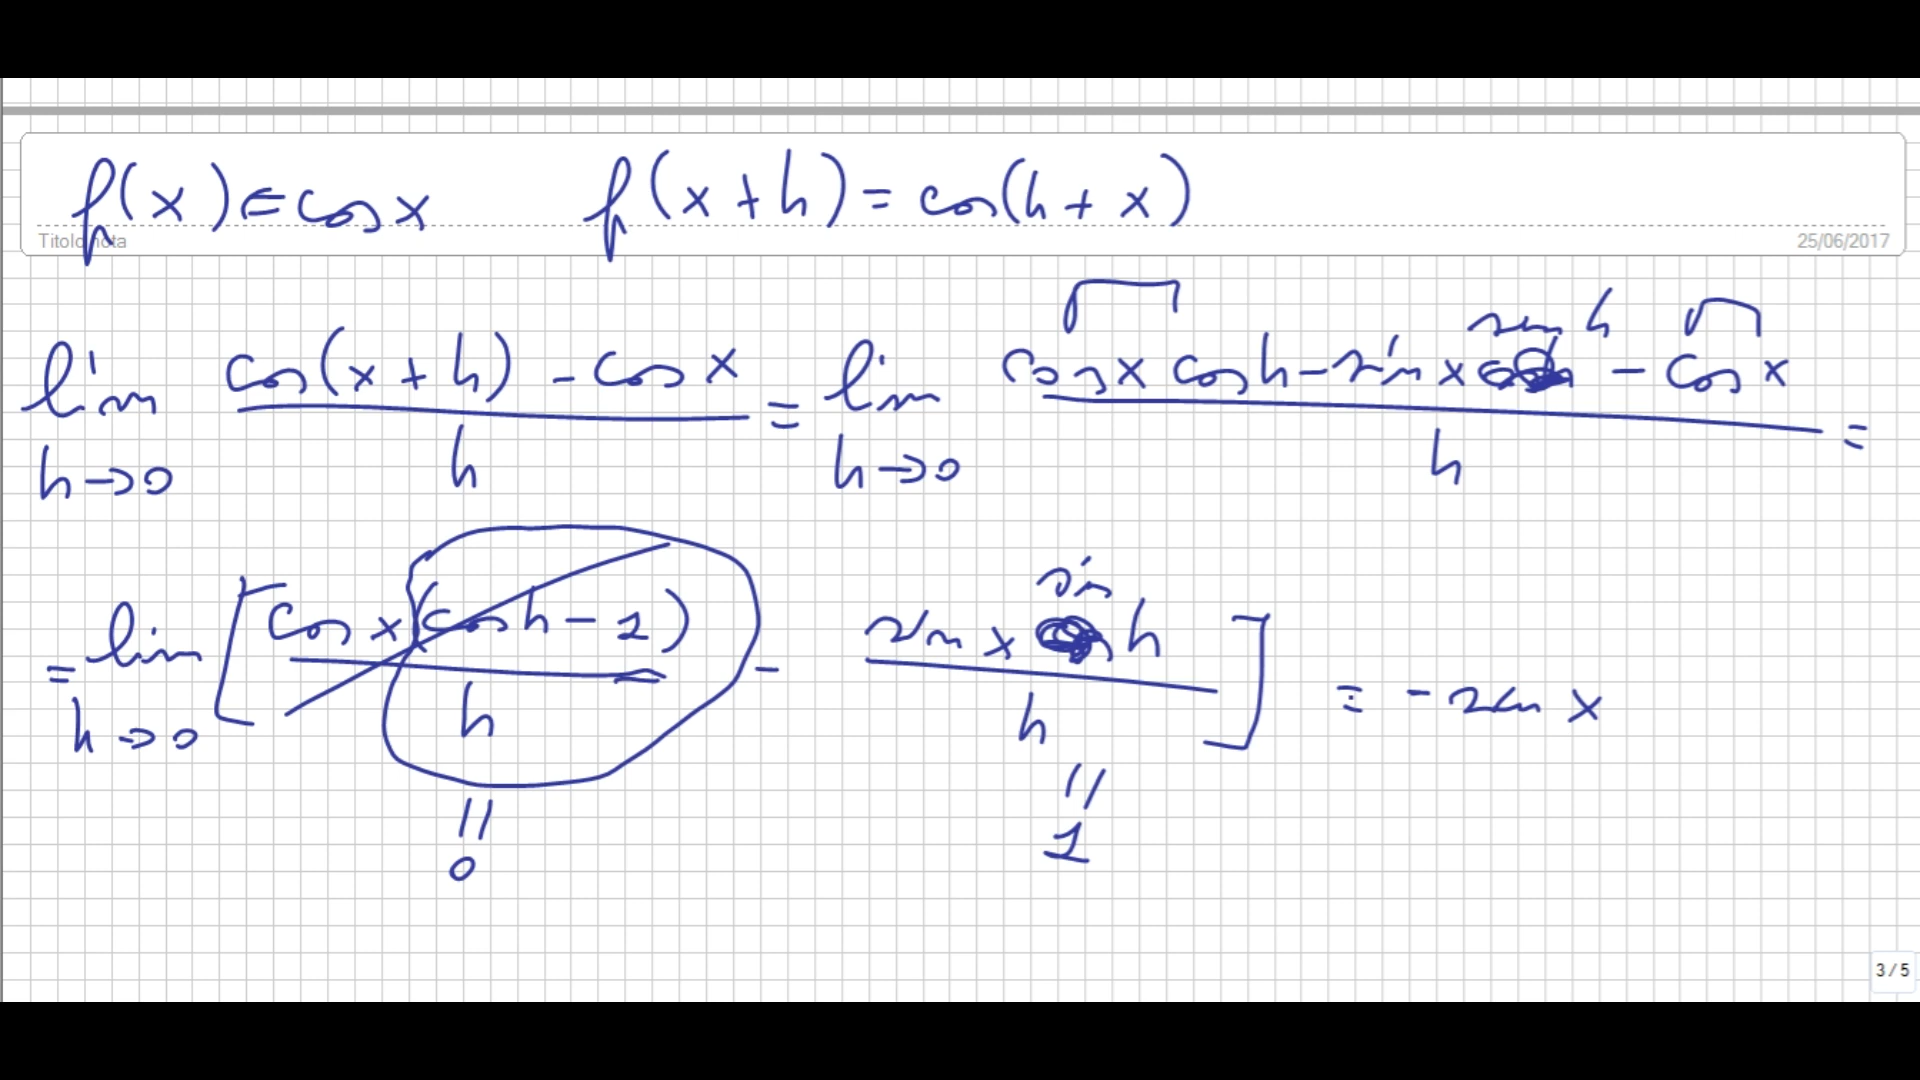 f(x) = cos x f(x + h) = cos(h + x)
Titolo nota 25/06/2017
lim h→0 cos(x + h) - cos x / h = lim h→0 cos x cos h - sin x sin h - cos x / h =
= lim h→0 [ cos x (cos h - 1) / h - sin x sin h / h ] = - sin x
= 0 = 1
3 / 5